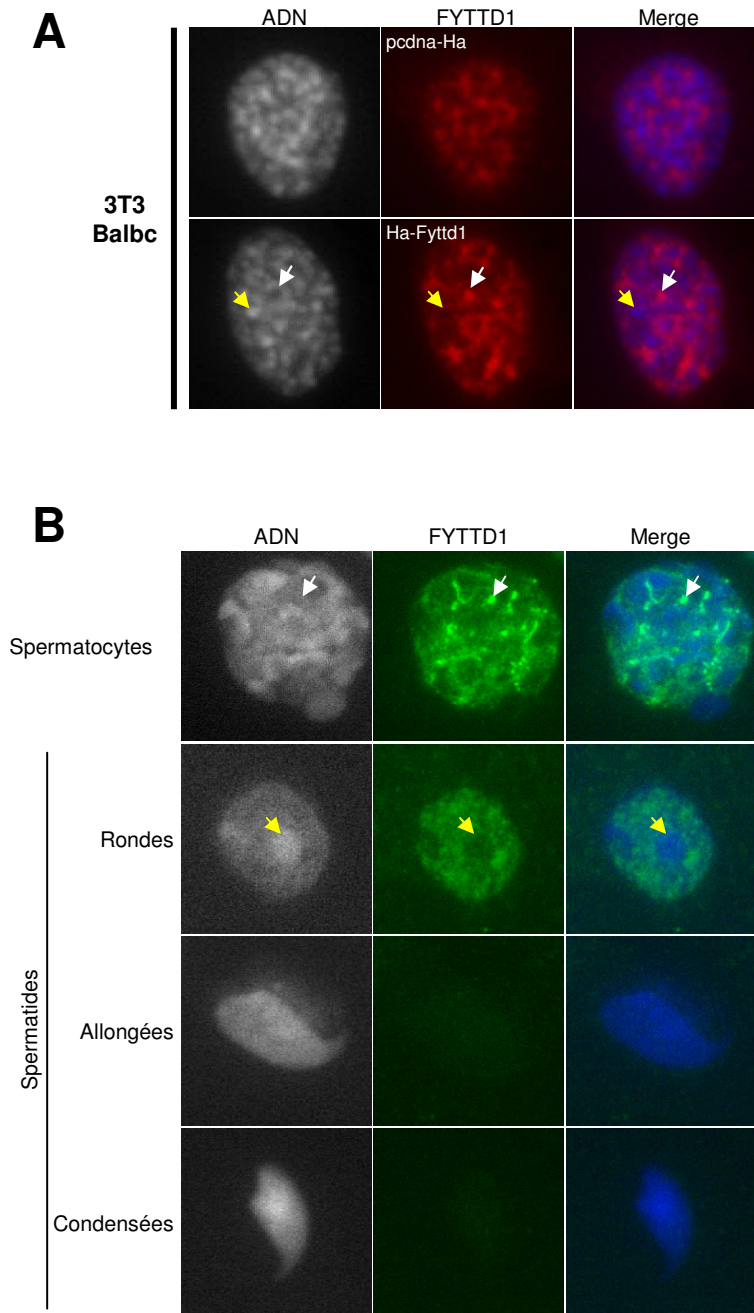 A
ADN FYTTD1 Merge
pcdna-Ha
3T3
Balbc
Ha-Fyttd1
B
ADN FYTTD1 Merge
Spermatocytes
Rondes
Spermatides
Allongées
Condensées